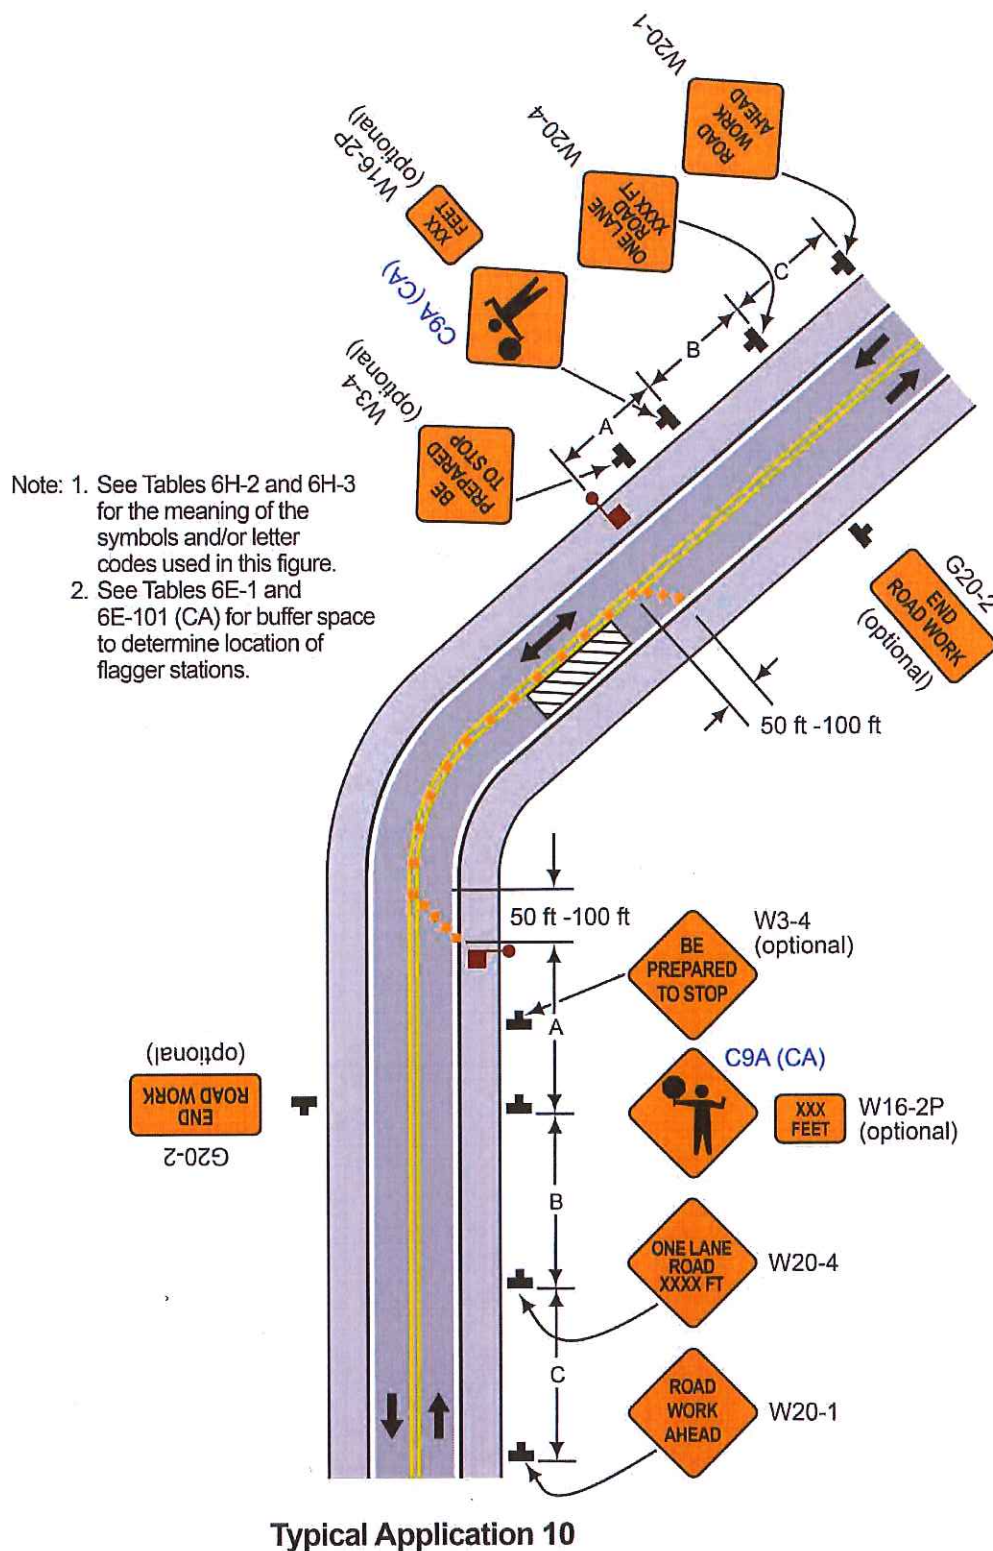 W20-1
ROAD
WORK
AHEAD
W20-4
ONE LANE
ROAD
XXXX FT
W16-2P
(optional)
XXX
FEET
C9A (CA)
W3-4
(optional)
BE
PREPARED
TO STOP
C
B
A
Note: 1. See Tables 6H-2 and 6H-3
for the meaning of the
symbols and/or letter
codes used in this figure.
2. See Tables 6E-1 and
6E-101 (CA) for buffer space
to determine location of
flagger stations.
G20-2
END
ROAD WORK
(optional)
50 ft -100 ft
50 ft -100 ft
W3-4
(optional)
BE
PREPARED
TO STOP
A
C9A (CA)
XXX
FEET
W16-2P
(optional)
G20-2
END
ROAD WORK
(optional)
B
ONE LANE
ROAD
XXXX FT
W20-4
C
ROAD
WORK
AHEAD
W20-1
Typical Application 10